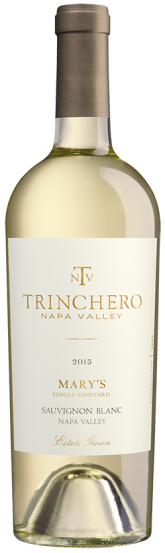 NTV
TRINCHERO
NAPA VALLEY
2015
MARY'S
SINGLE VINEYARD
SAUVIGNON BLANC
NAPA VALLEY
Estate Grown